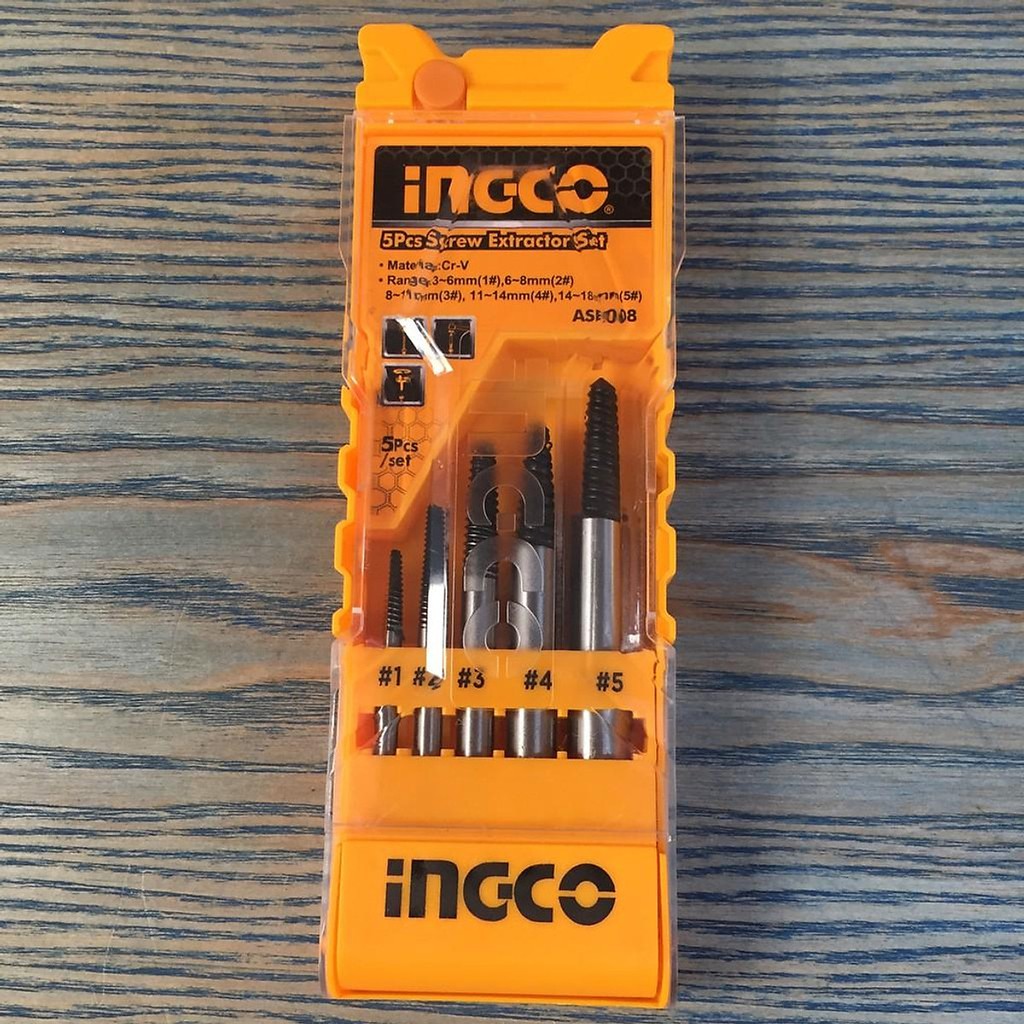 INGCO®
5Pcs Screw Extractor Set
• Material:Cr-V
• Range:3~6mm(1#),6~8mm(2#)
8~11mm(3#), 11~14mm(4#),14~18mm(5#)
5Pcs
/set
#1 #2 #3 #4 #5
INGCO